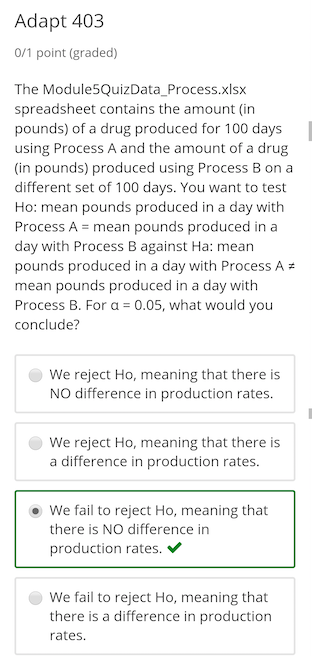 Adapt 403
0/1 point (graded)
The Module5QuizData_Process.xlsx
spreadsheet contains the amount (in
pounds) of a drug produced for 100 days
using Process A and the amount of a drug
(in pounds) produced using Process B on a
different set of 100 days. You want to test
Ho: mean pounds produced in a day with
Process A = mean pounds produced in a
day with Process B against Ha: mean
pounds produced in a day with Process A ≠
mean pounds produced in a day with
Process B. For α = 0.05, what would you
conclude?
We reject Ho, meaning that there is
NO difference in production rates.
We reject Ho, meaning that there is
a difference in production rates.
We fail to reject Ho, meaning that
there is NO difference in
production rates. ✔
We fail to reject Ho, meaning that
there is a difference in production
rates.